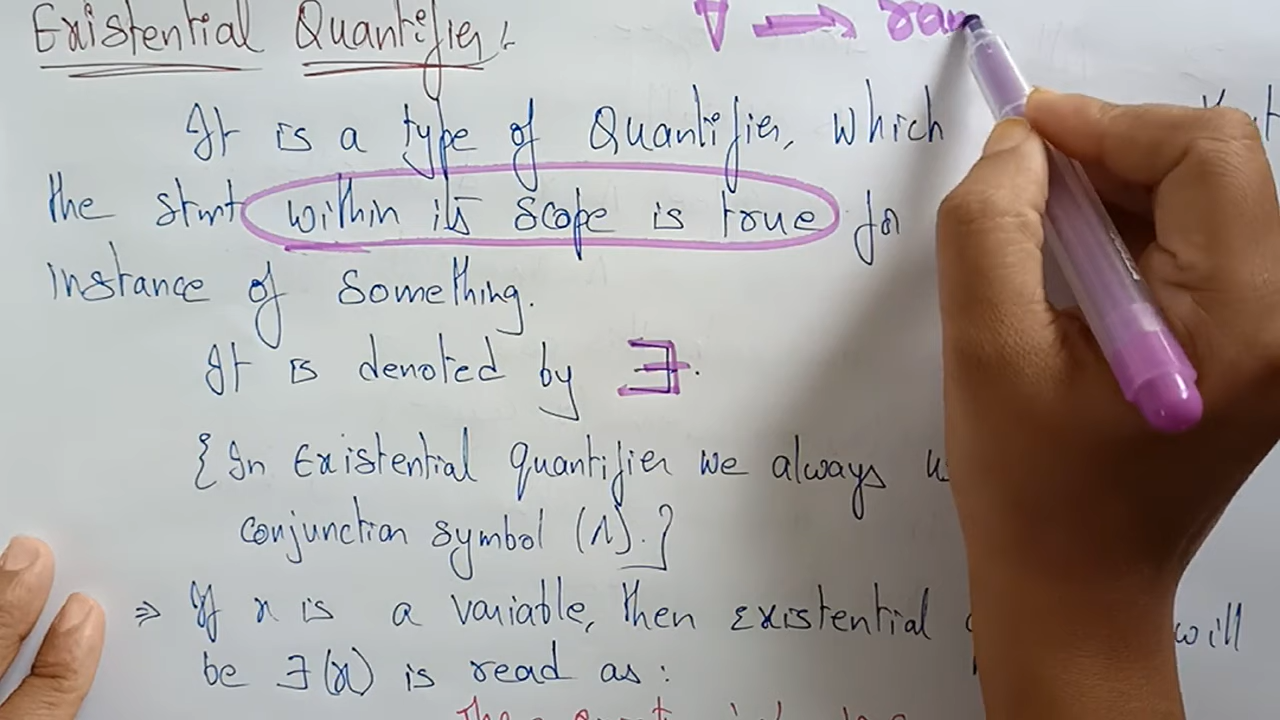 Existential Quantifier:
∀ → ran
It is a type of Quantifier, which
the stmt within its scope is true for
instance of something.
It is denoted by ∃.
{In Existential quantifier we always
conjunction symbol (∧).}
⇒ If x is a variable, then existential will
be ∃(x) is read as: